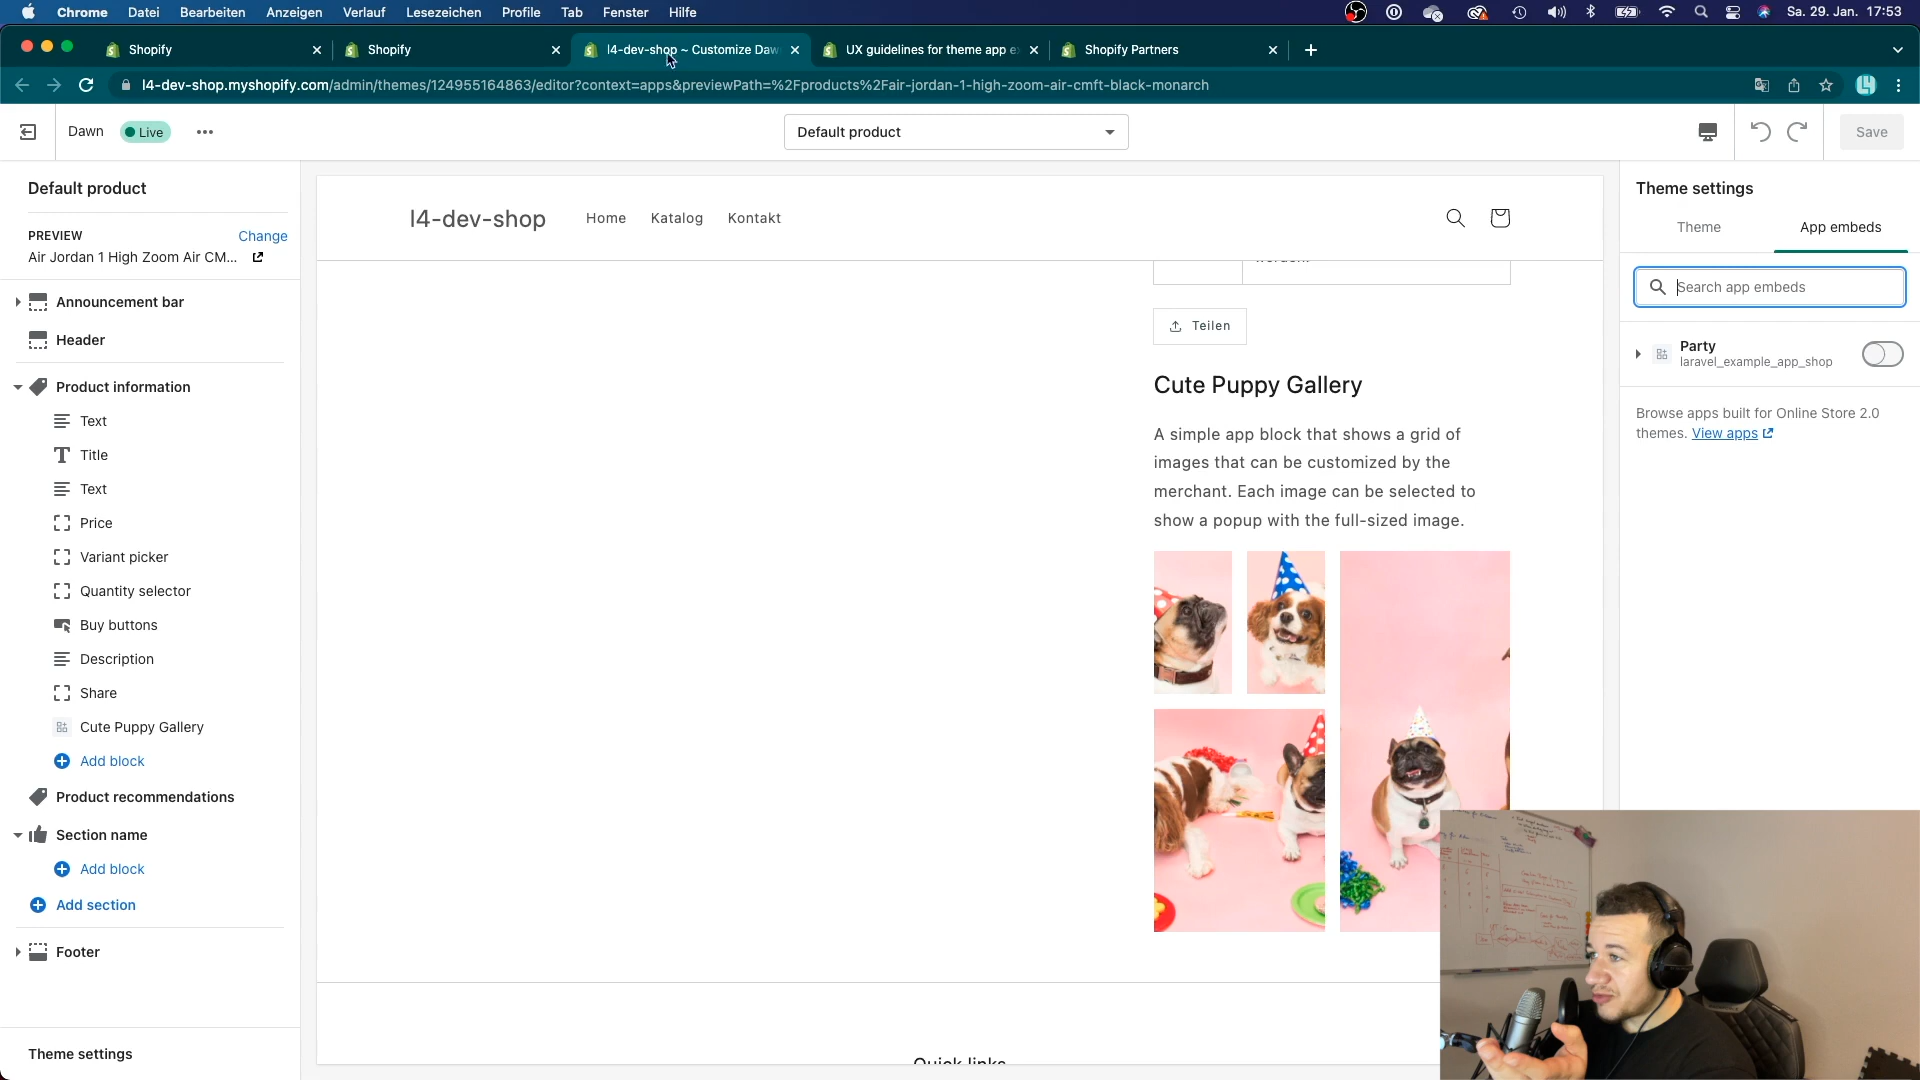 Chrome Datei Bearbeiten Anzeigen Verlauf Lesezeichen Profile Tab Fenster Hilfe Sa. 29. Jan. 17:53
Shopify
Shopify
l4-dev-shop ~ Customize Daw
UX guidelines for theme app e
Shopify Partners
l4-dev-shop.myshopify.com/admin/themes/124955164863/editor?context=apps&previewPath=%2Fproducts%2Fair-jordan-1-high-zoom-air-cmft-black-monarch
Dawn Live
Default product
Save
Default product
PREVIEW Change
Air Jordan 1 High Zoom Air CM...
Announcement bar
Header
Product information
Text
Title
Text
Price
Variant picker
Quantity selector
Buy buttons
Description
Share
Cute Puppy Gallery
Add block
Product recommendations
Section name
Add block
Add section
Footer
Theme settings
l4-dev-shop Home Katalog Kontakt
Teilen
Cute Puppy Gallery
A simple app block that shows a grid of
images that can be customized by the
merchant. Each image can be selected to
show a popup with the full-sized image.
Quick links
Theme settings
Theme App embeds
Search app embeds
Party
laravel_example_app_shop
Browse apps built for Online Store 2.0
themes. View apps